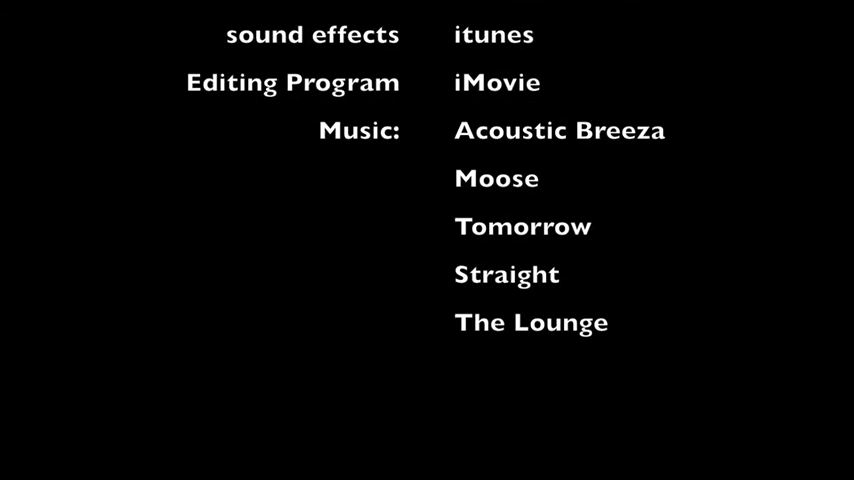 sound effects itunes
Editing Program iMovie
Music: Acoustic Breeza
Moose
Tomorrow
Straight
The Lounge